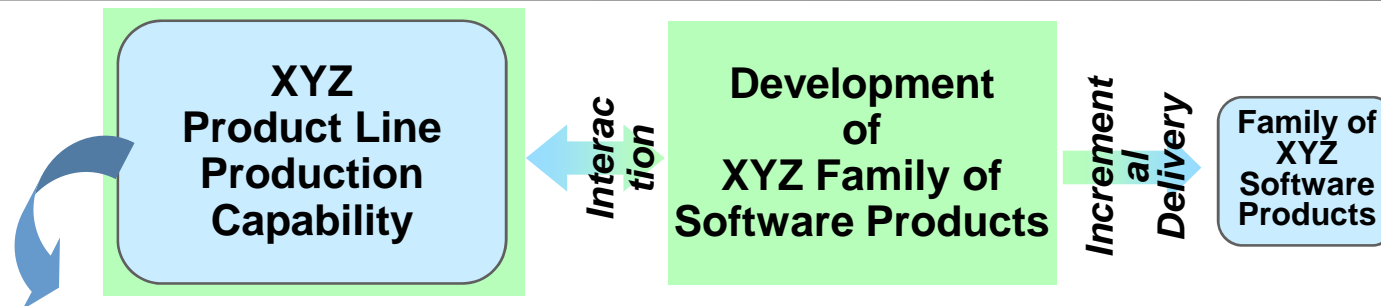 XYZ
Product Line
Production
Capability
Interac
tion
Development
of
XYZ Family of
Software Products
Increment
al
Delivery
Family of
XYZ
Software
Products